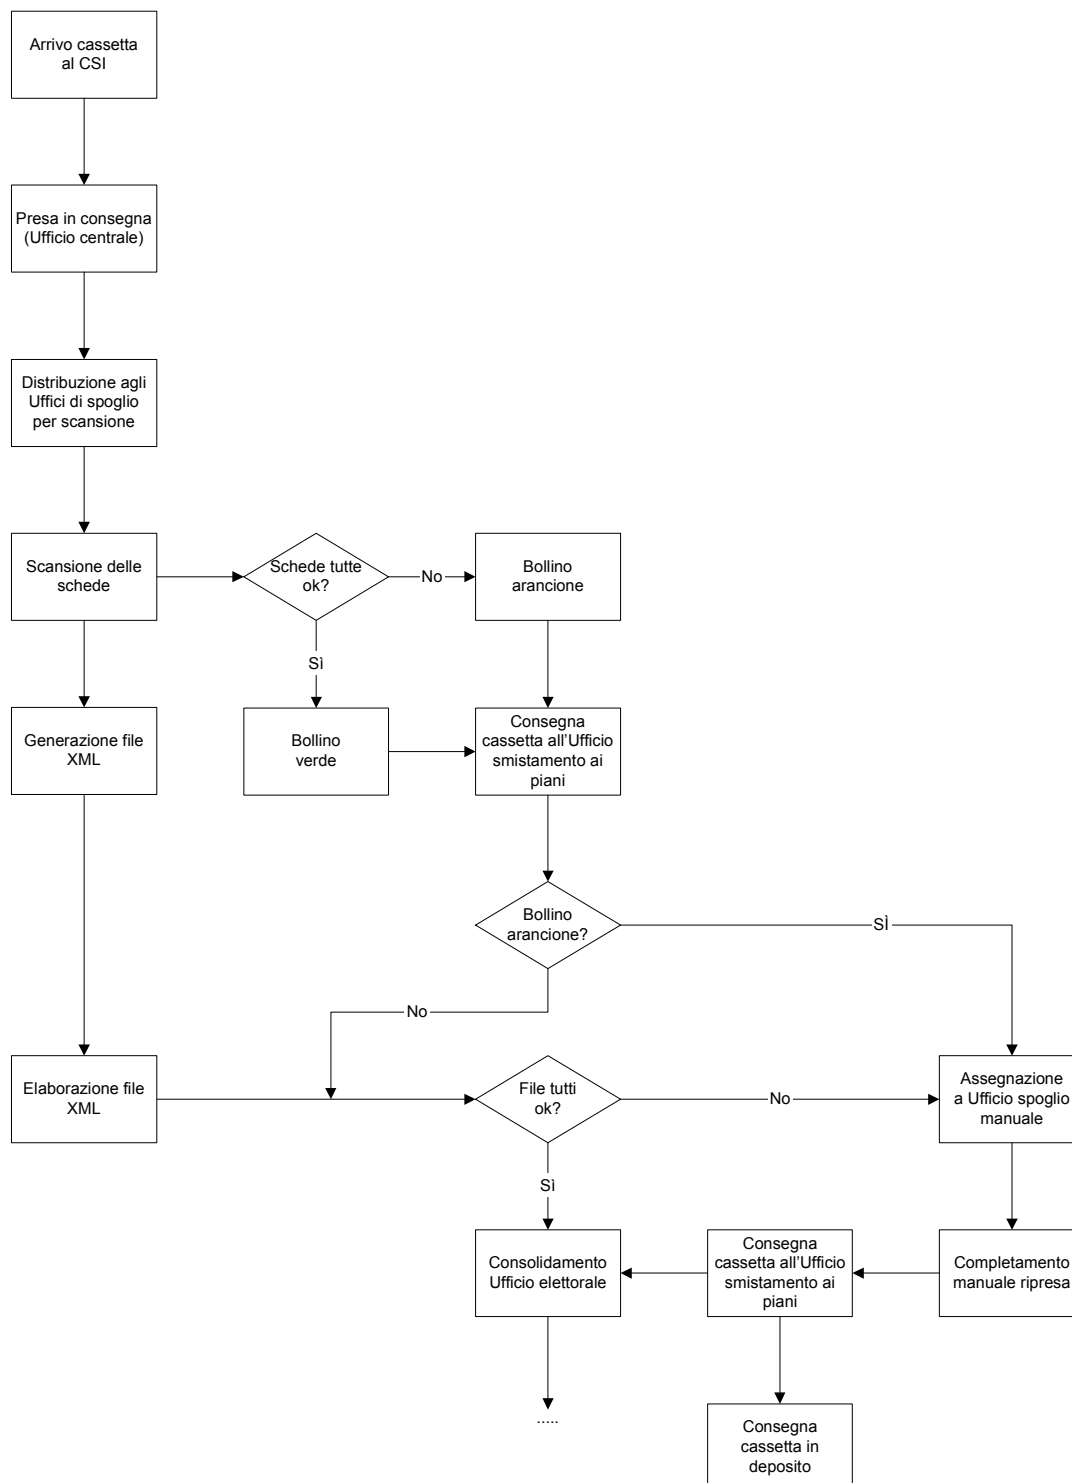 Arrivo cassetta
al CSI
Presa in consegna
(Ufficio centrale)
Distribuzione agli
Uffici di spoglio
per scansione
Scansione delle
schede
Schede tutte
ok?
No
Bollino
arancione
Sì
Generazione file
XML
Bollino
verde
Consegna
cassetta all'Ufficio
smistamento ai
piani
Bollino
arancione?
SÌ
No
Elaborazione file
XML
File tutti
ok?
No
Assegnazione
a Ufficio spoglio
manuale
Sì
Consolidamento
Ufficio elettorale
Consegna
cassetta all'Ufficio
smistamento ai
piani
Completamento
manuale ripresa
.....
Consegna
cassetta in
deposito